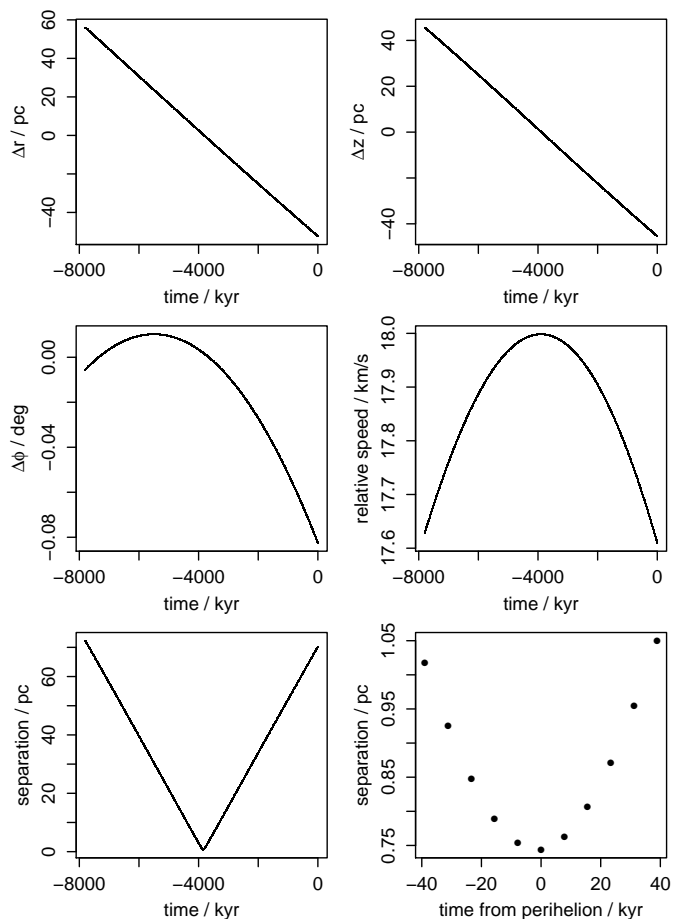 60
40
20
0
−40
Δr / pc
−8000 −4000 0
time / kyr
40
20
0
−40
Δz / pc
−8000 −4000 0
time / kyr
0.00
−0.04
−0.08
Δϕ / deg
−8000 −4000 0
time / kyr
18.0
17.9
17.8
17.7
17.6
relative speed / km/s
−8000 −4000 0
time / kyr
60
40
20
0
separation / pc
−8000 −4000 0
time / kyr
1.05
0.95
0.85
0.75
separation / pc
−40 −20 0 20 40
time from perihelion / kyr